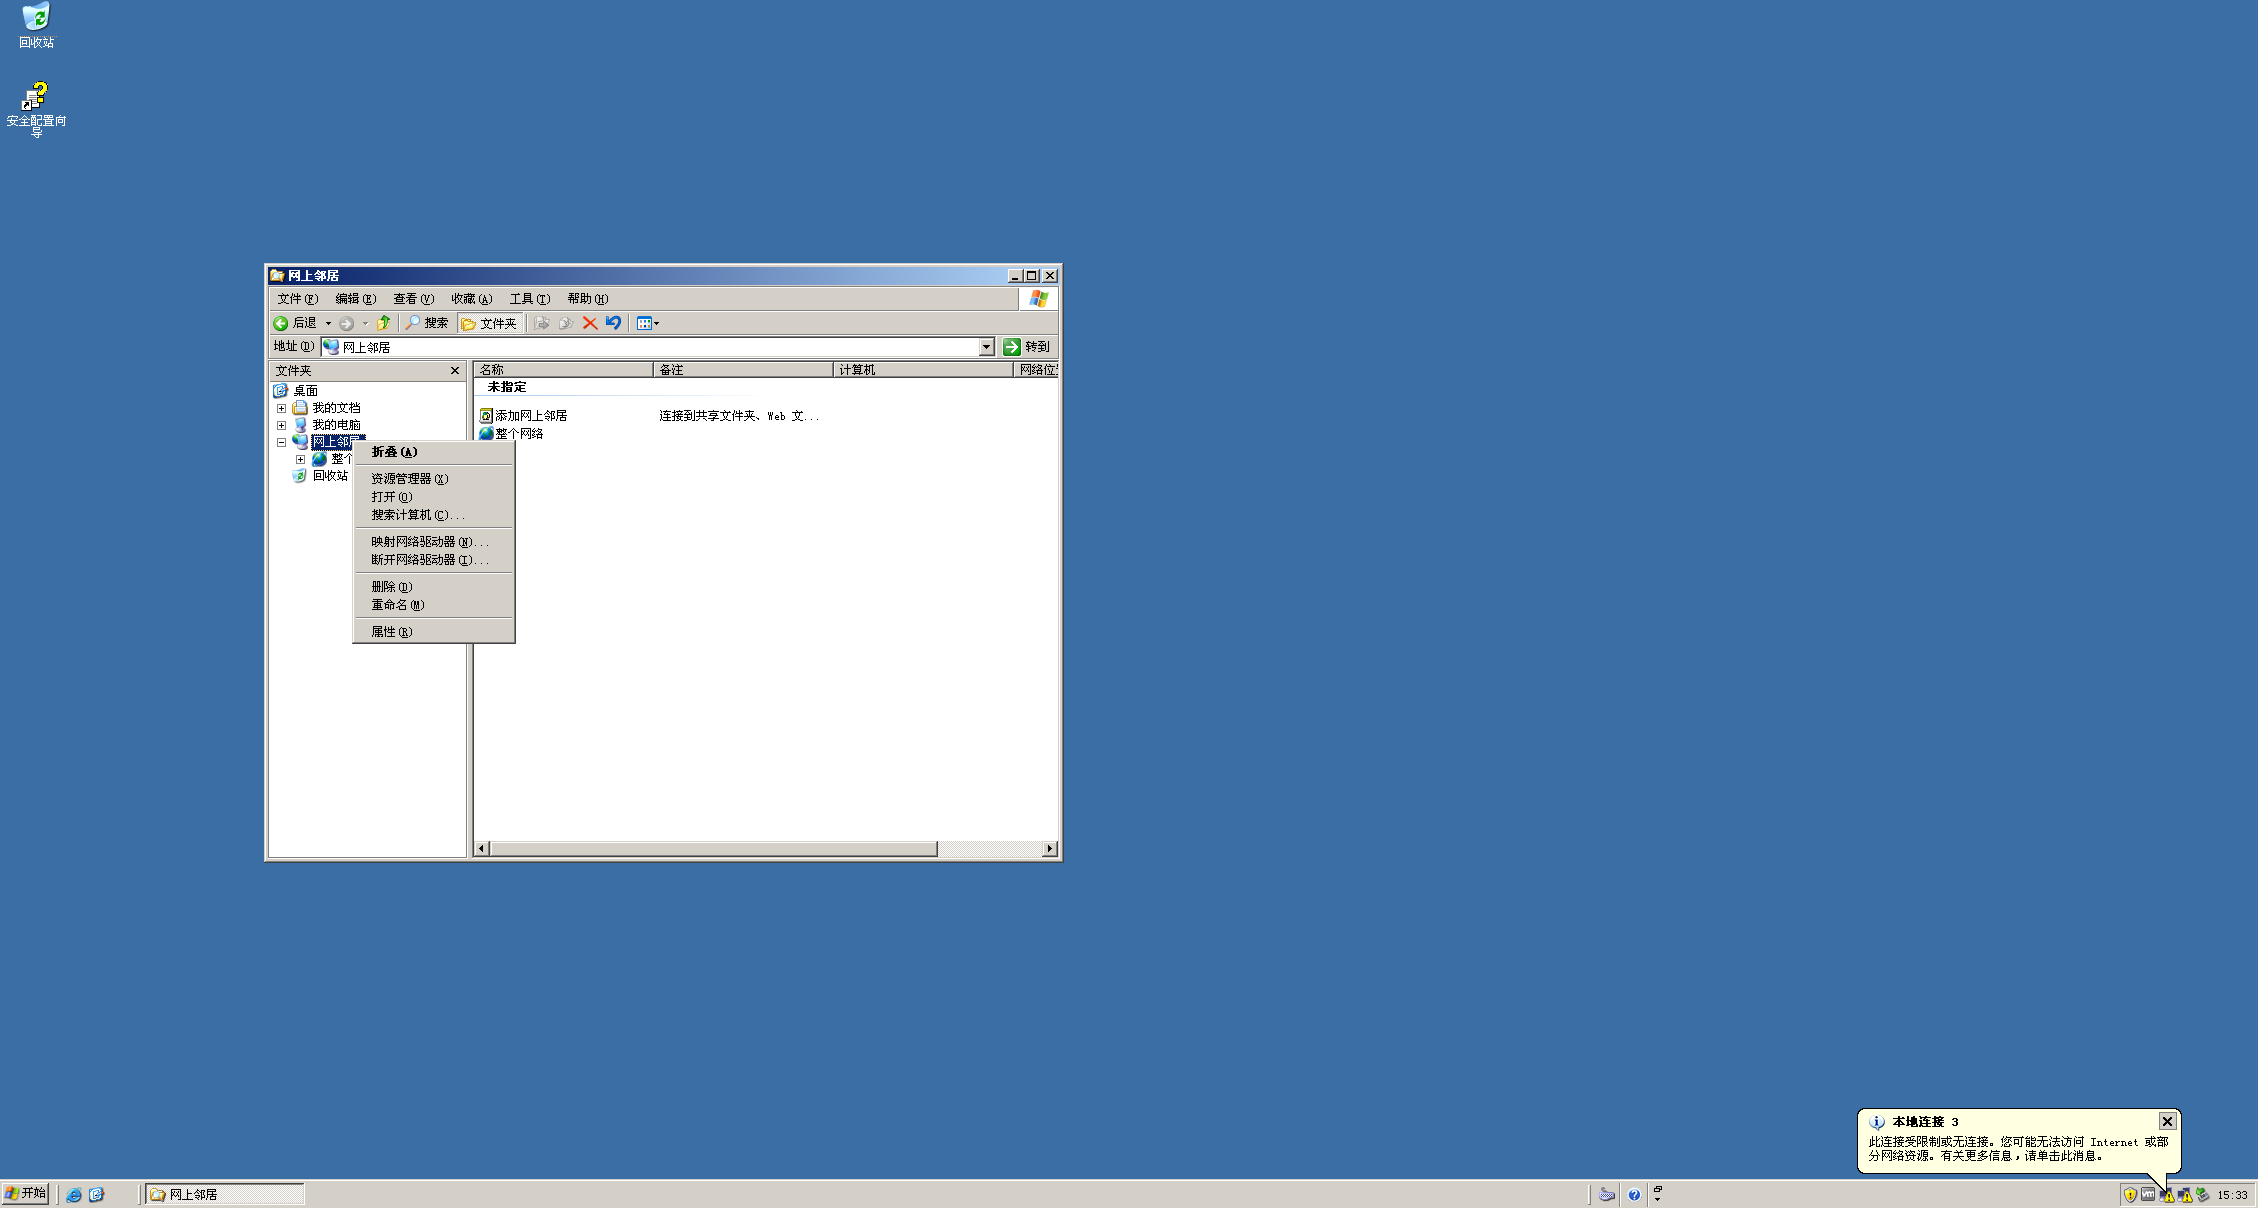 回收站
安全配置向
导
网上邻居
文件(F) 编辑(E) 查看(V) 收藏(A) 工具(T) 帮助(H)
后退 搜索 文件夹
地址(D) 网上邻居 转到
文件夹
名称 备注 计算机 网络位
桌面
未指定
我的文档
添加网上邻居 连接到共享文件夹、Web 文...
我的电脑
整个网络
网上邻居
整个
回收站
折叠(A)
资源管理器(X)
打开(O)
搜索计算机(C)...
映射网络驱动器(N)...
断开网络驱动器(I)...
删除(D)
重命名(M)
属性(R)
本地连接 3
此连接受限制或无连接。您可能无法访问 Internet 或部
分网络资源。有关更多信息，请单击此消息。
开始 网上邻居 vm 15:33